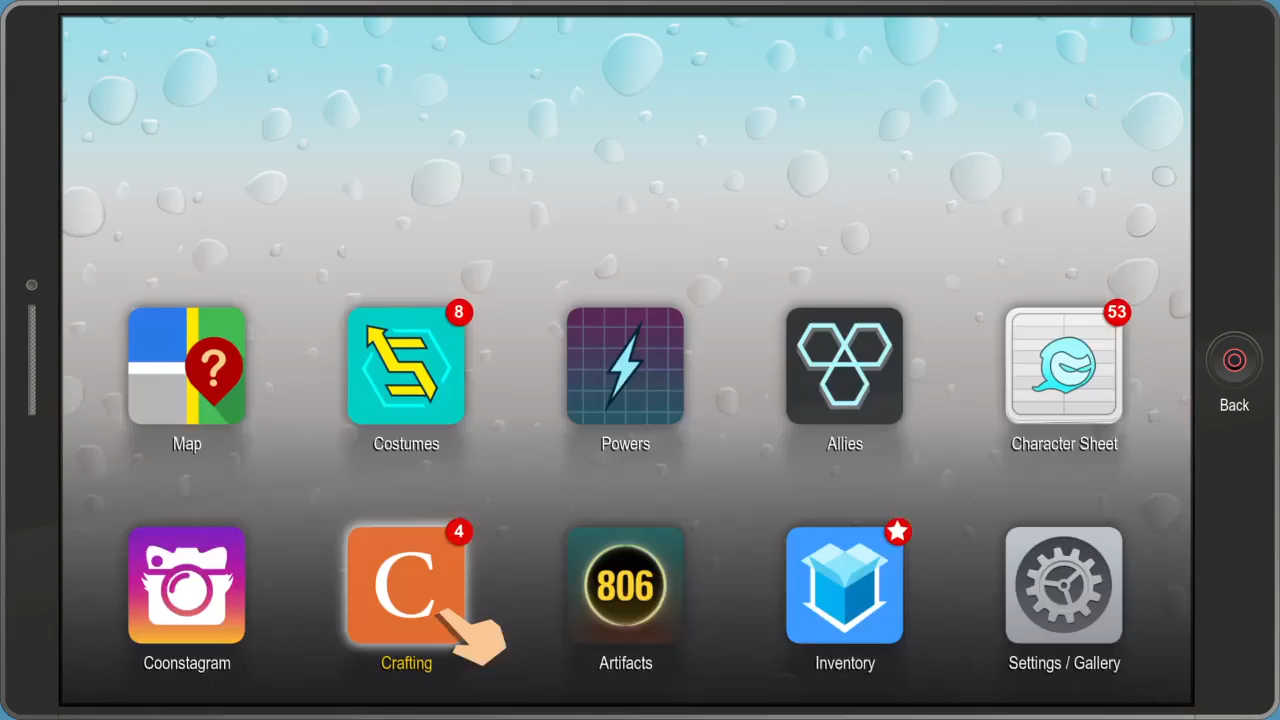 8
53
?
Map
Costumes
Powers
Allies
Character Sheet
Back
4
C
806
Coonstagram
Crafting
Artifacts
Inventory
Settings / Gallery